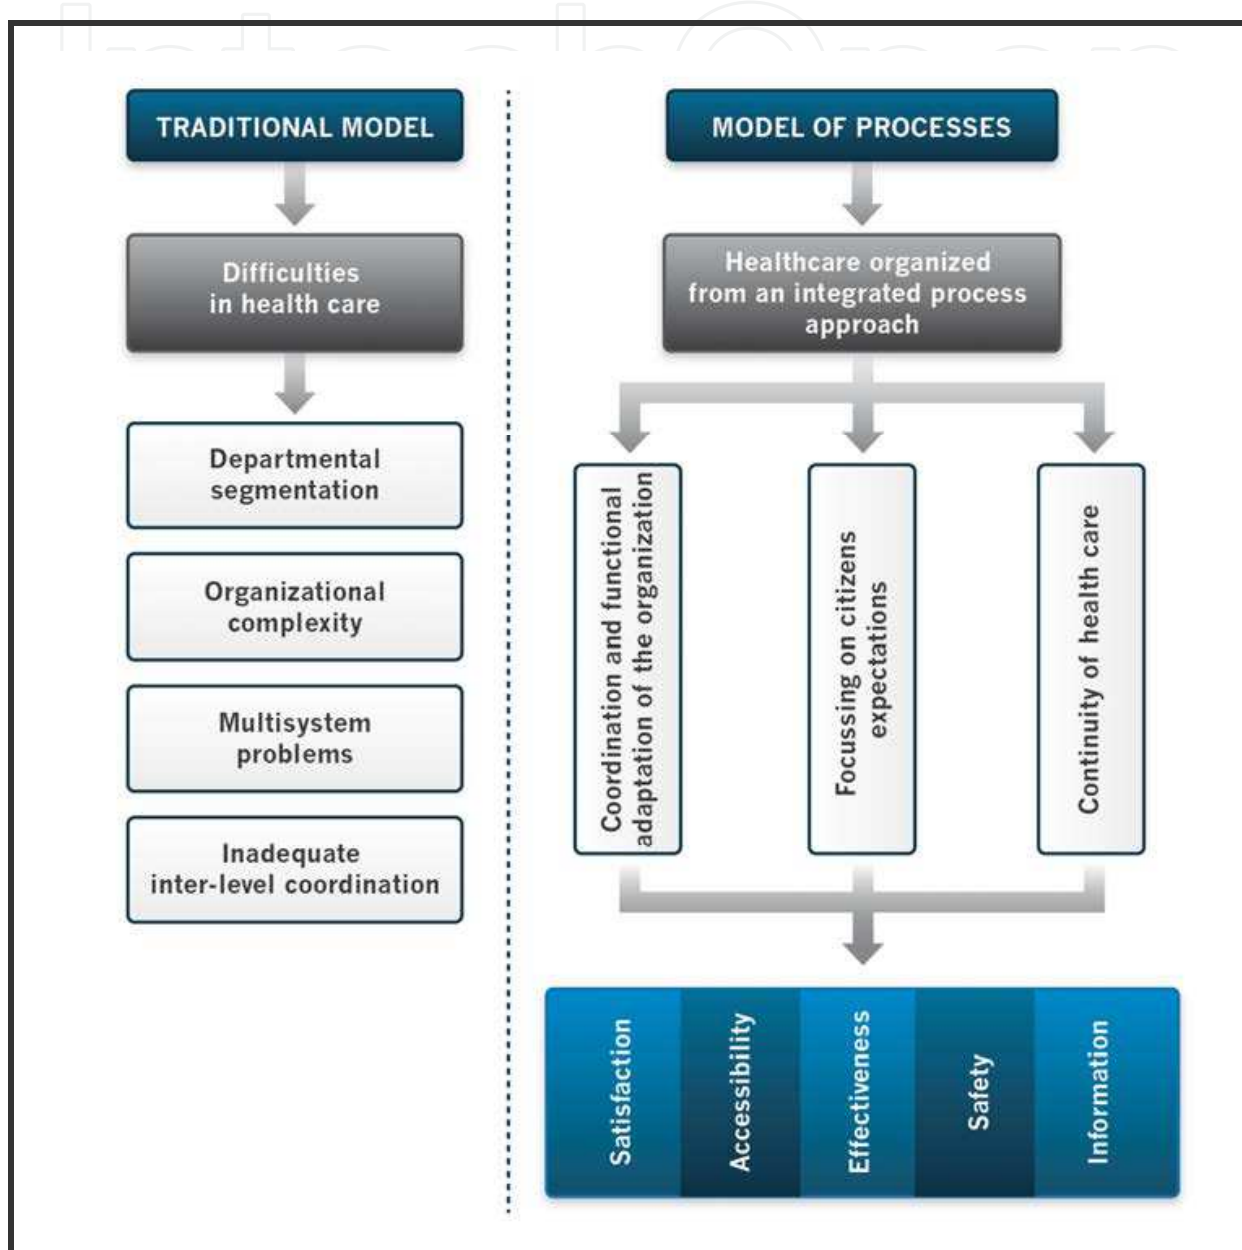 TRADITIONAL MODEL
Difficulties
in health care
Departmental
segmentation
Organizational
complexity
Multisystem
problems
Inadequate
inter-level coordination
MODEL OF PROCESSES
Healthcare organized
from an integrated process
approach
Coordination and functional
adaptation of the organization
Focussing on citizens
expectations
Continuity of health care
Satisfaction
Accessibility
Effectiveness
Safety
Information